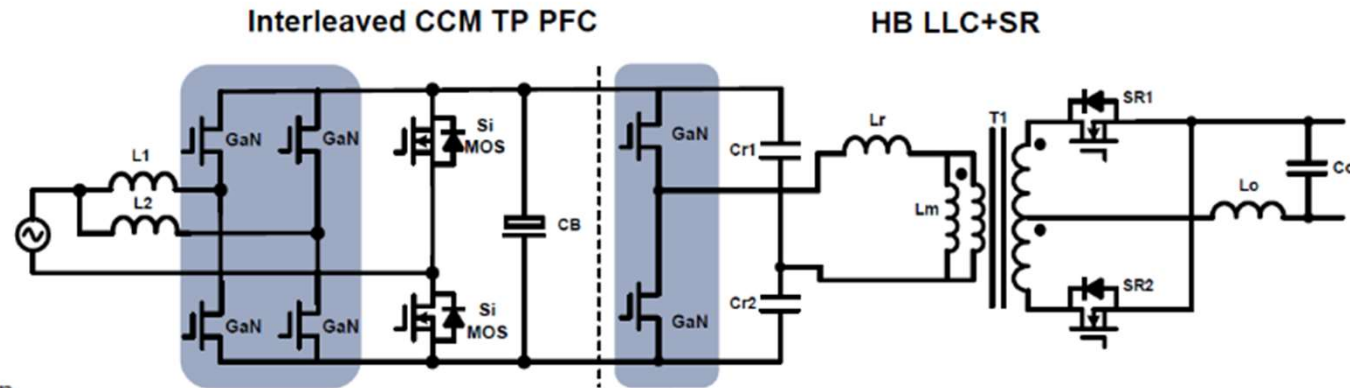 Interleaved CCM TP PFC
HB LLC+SR
GaN
GaN
Si
MOS
L1
L2
CB
GaN
GaN
Si
MOS
GaN
GaN
Cr1
Cr2
Lr
Lm
T1
SR1
SR2
Lo